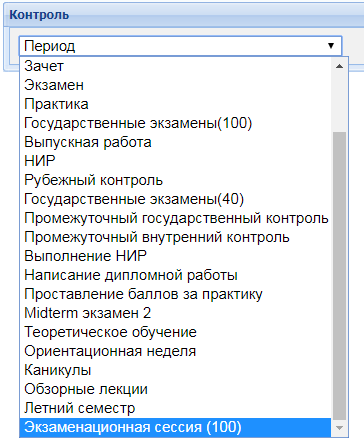 Контроль
Период
Зачет
Экзамен
Практика
Государственные экзамены(100)
Выпускная работа
НИР
Рубежный контроль
Государственные экзамены(40)
Промежуточный государственный контроль
Промежуточный внутренний контроль
Выполнение НИР
Написание дипломной работы
Проставление баллов за практику
Midterm экзамен 2
Теоретическое обучение
Ориентационная неделя
Каникулы
Обзорные лекции
Летний семестр
Экзаменационная сессия (100)